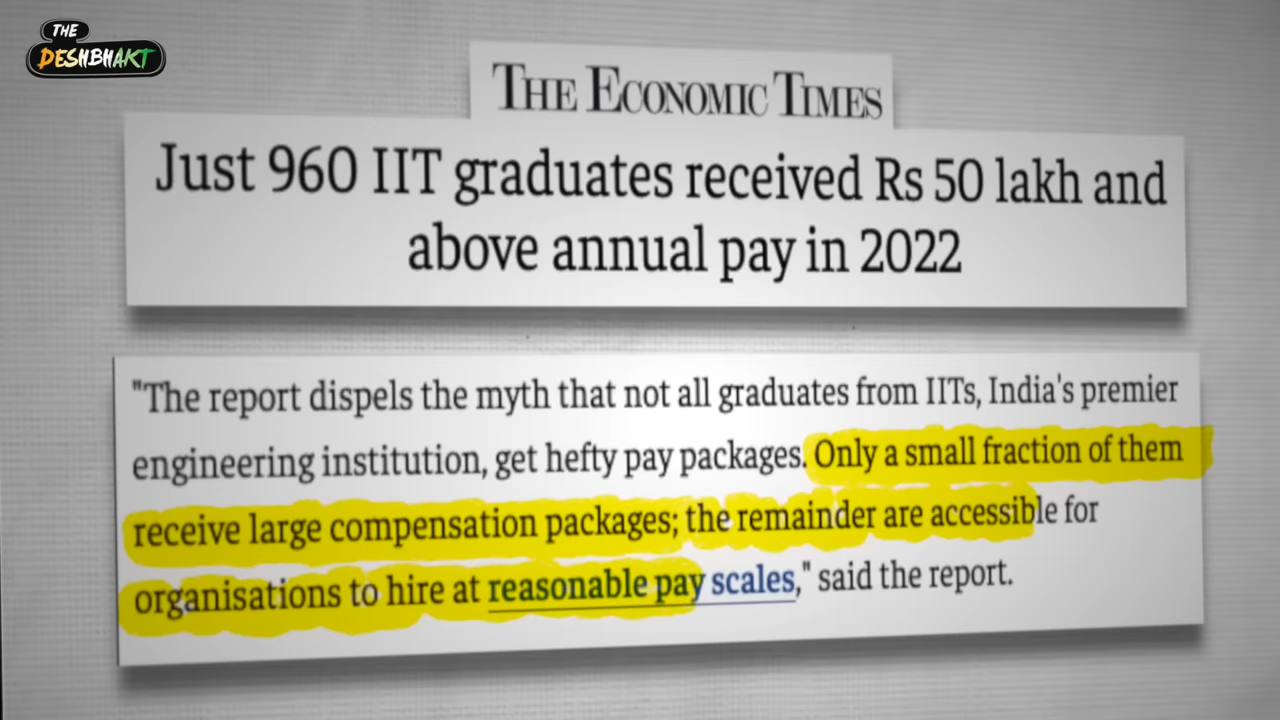 THE
DESHBHAKT
THE ECONOMIC TIMES
Just 960 IIT graduates received Rs 50 lakh and
above annual pay in 2022
"The report dispels the myth that not all graduates from IITs, India's premier
engineering institution, get hefty pay packages. Only a small fraction of them
receive large compensation packages; the remainder are accessible for
organisations to hire at reasonable pay scales," said the report.